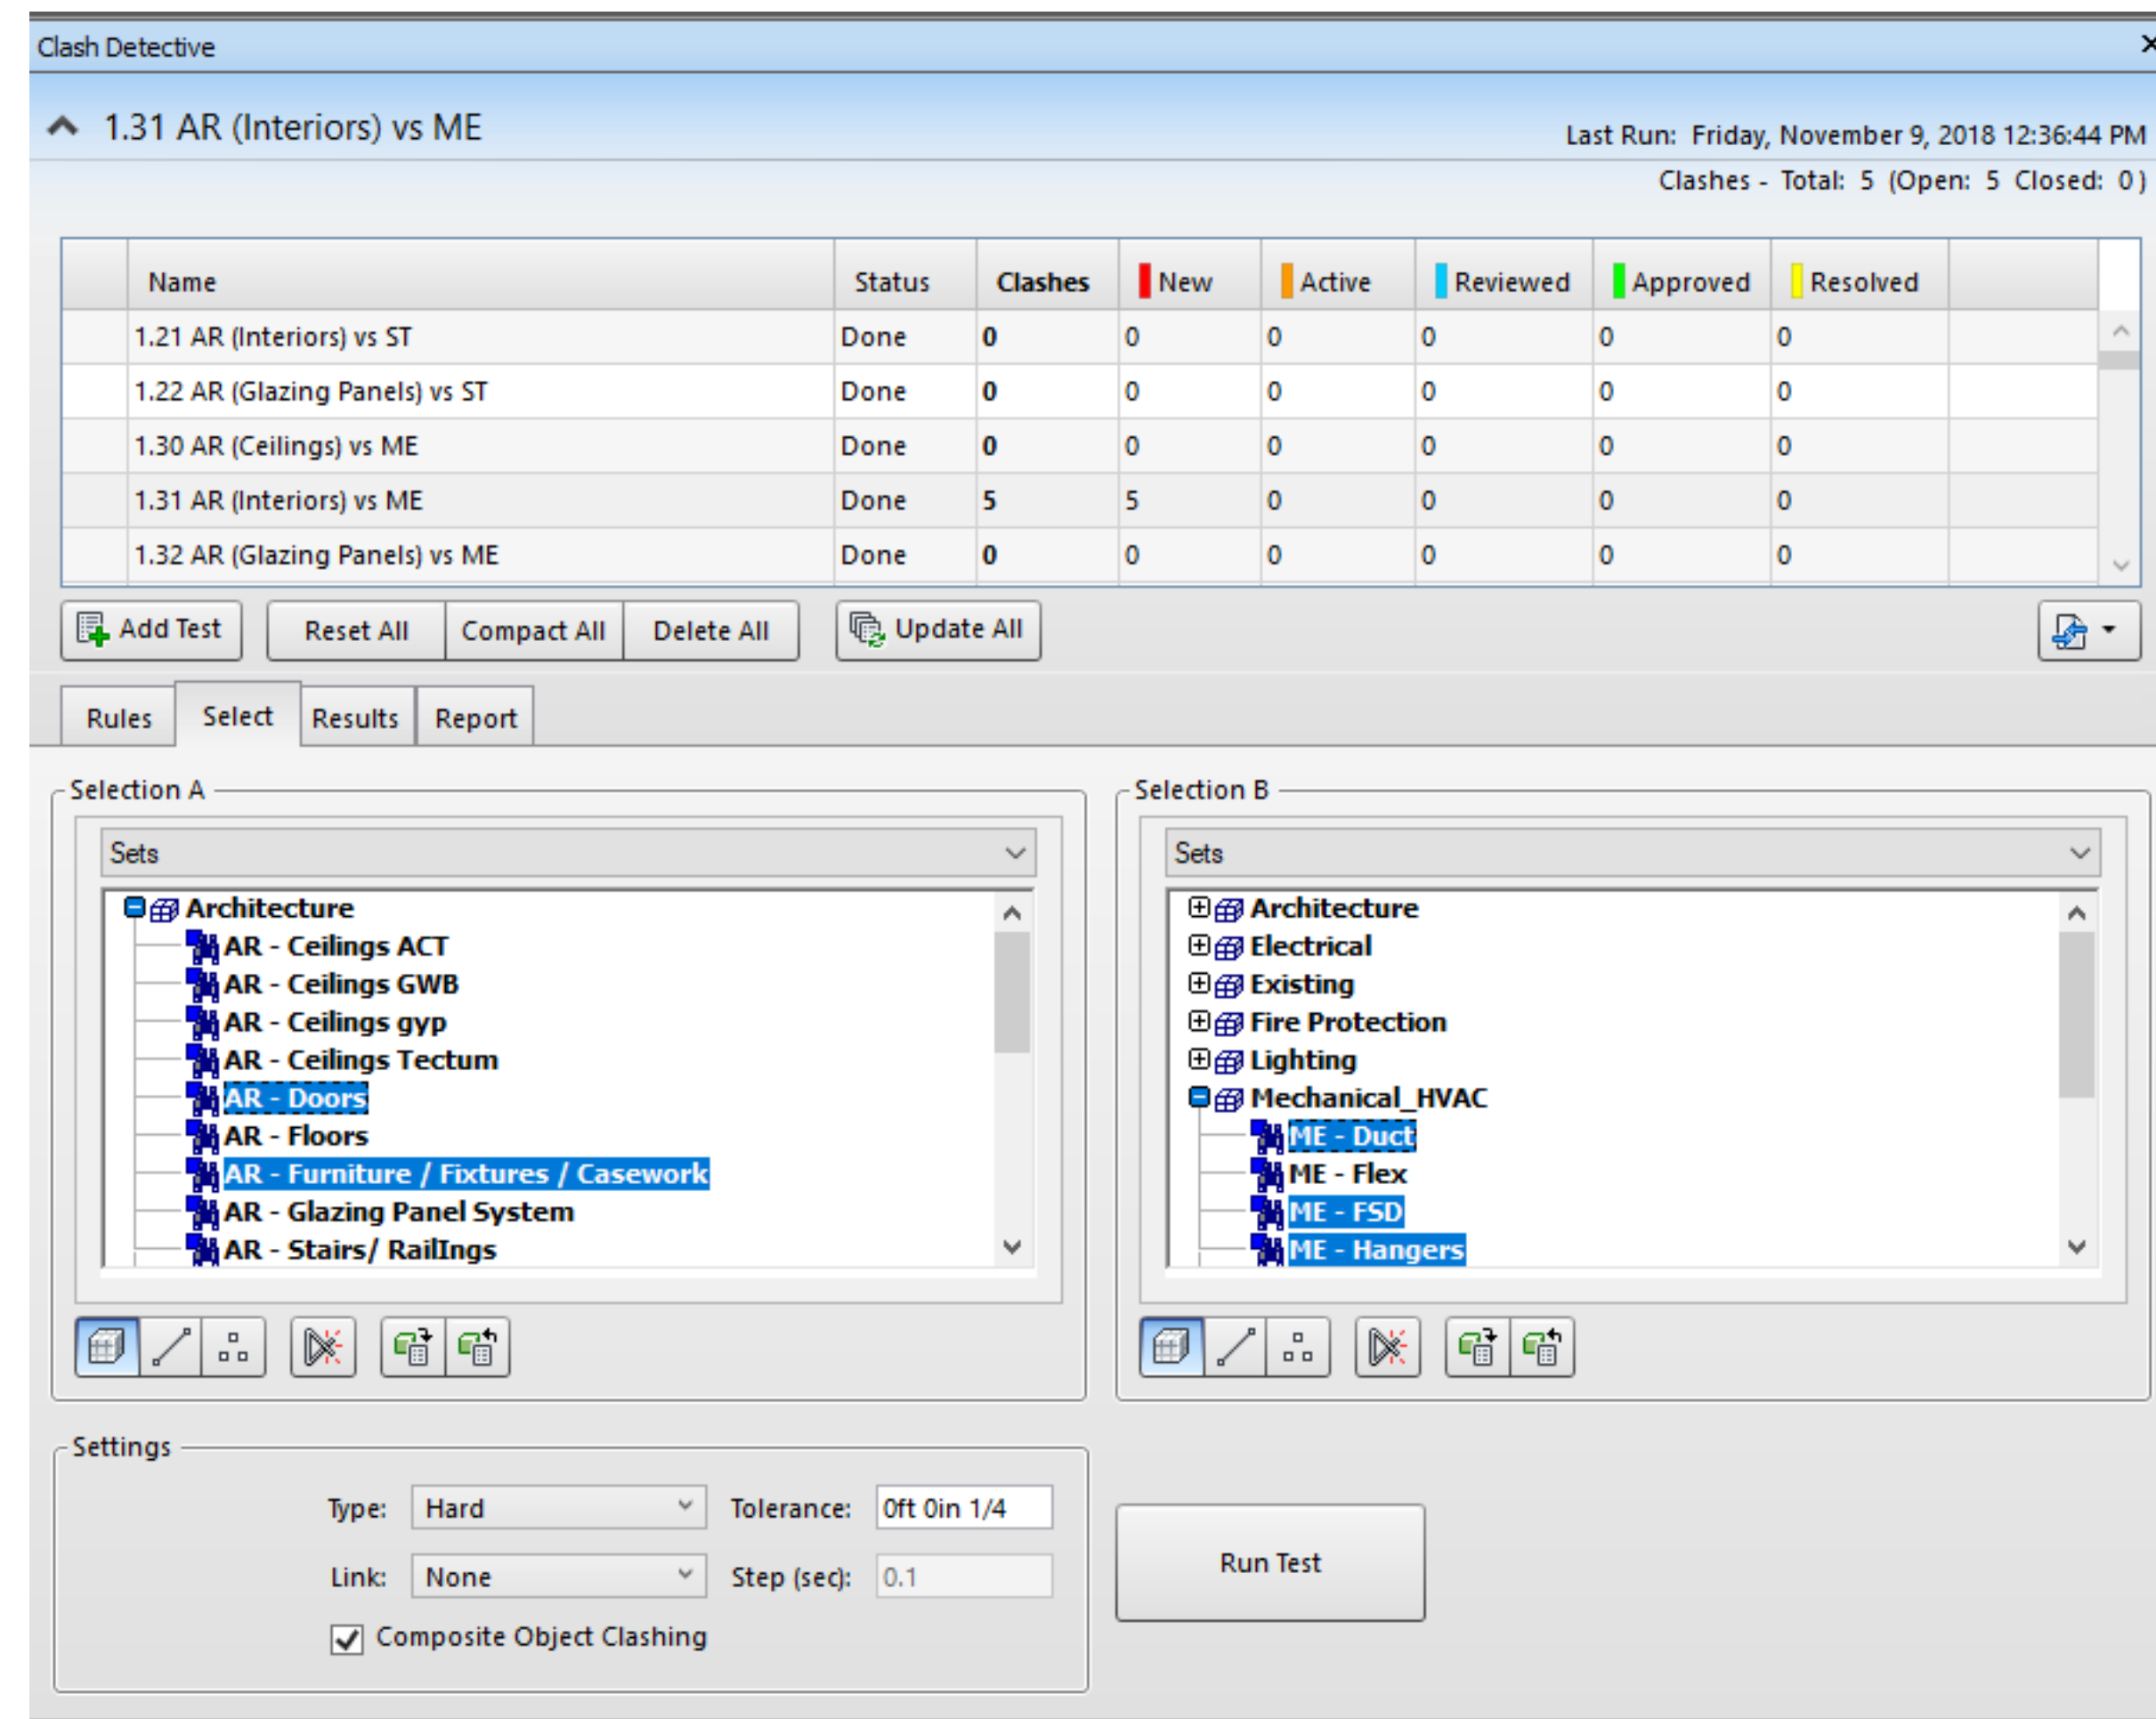 Clash Detective
1.31 AR (Interiors) vs ME
Last Run: Friday, November 9, 2018 12:36:44 PM
Clashes - Total: 5 (Open: 5 Closed: 0)
Name Status Clashes New Active Reviewed Approved Resolved
1.21 AR (Interiors) vs ST Done 0 0 0 0 0 0
1.22 AR (Glazing Panels) vs ST Done 0 0 0 0 0 0
1.30 AR (Ceilings) vs ME Done 0 0 0 0 0 0
1.31 AR (Interiors) vs ME Done 5 5 0 0 0 0
1.32 AR (Glazing Panels) vs ME Done 0 0 0 0 0 0
Add Test Reset All Compact All Delete All Update All
Rules Select Results Report
Selection A
Sets
Architecture
AR - Ceilings ACT
AR - Ceilings GWB
AR - Ceilings gyp
AR - Ceilings Tectum
AR - Doors
AR - Floors
AR - Furniture / Fixtures / Casework
AR - Glazing Panel System
AR - Stairs/ RailIngs
Selection B
Sets
Architecture
Electrical
Existing
Fire Protection
Lighting
Mechanical_HVAC
ME - Duct
ME - Flex
ME - FSD
ME - Hangers
Settings
Type: Hard Tolerance: 0ft 0in 1/4
Link: None Step (sec): 0.1
Composite Object Clashing
Run Test